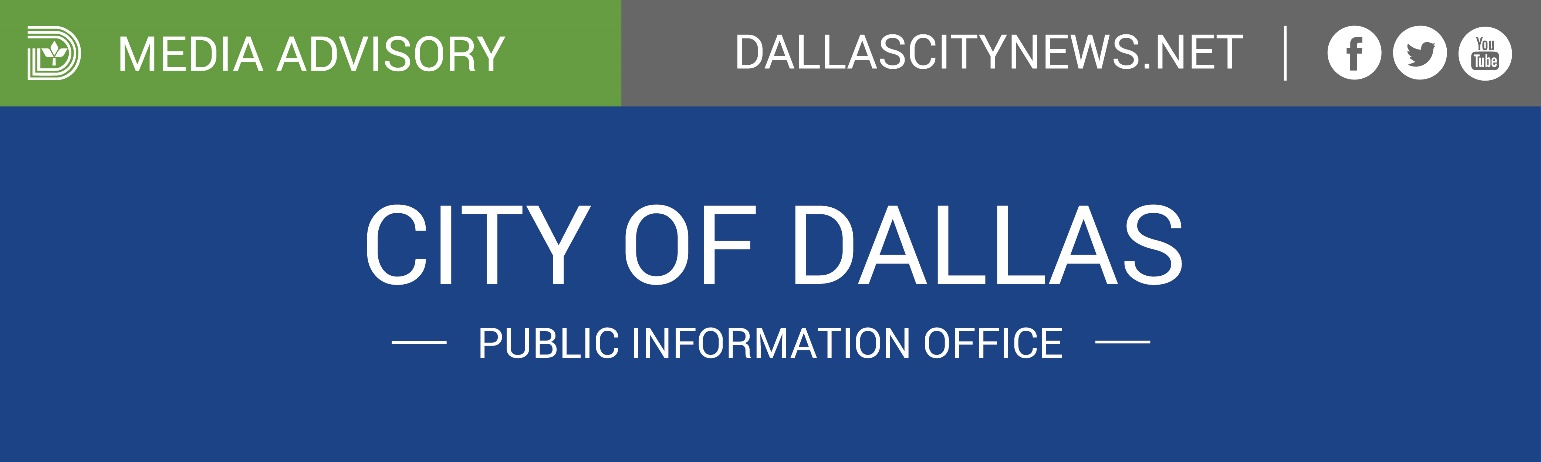 MEDIA ADVISORY
DALLASCITYNEWS.NET
You
Tube
CITY OF DALLAS
PUBLIC INFORMATION OFFICE